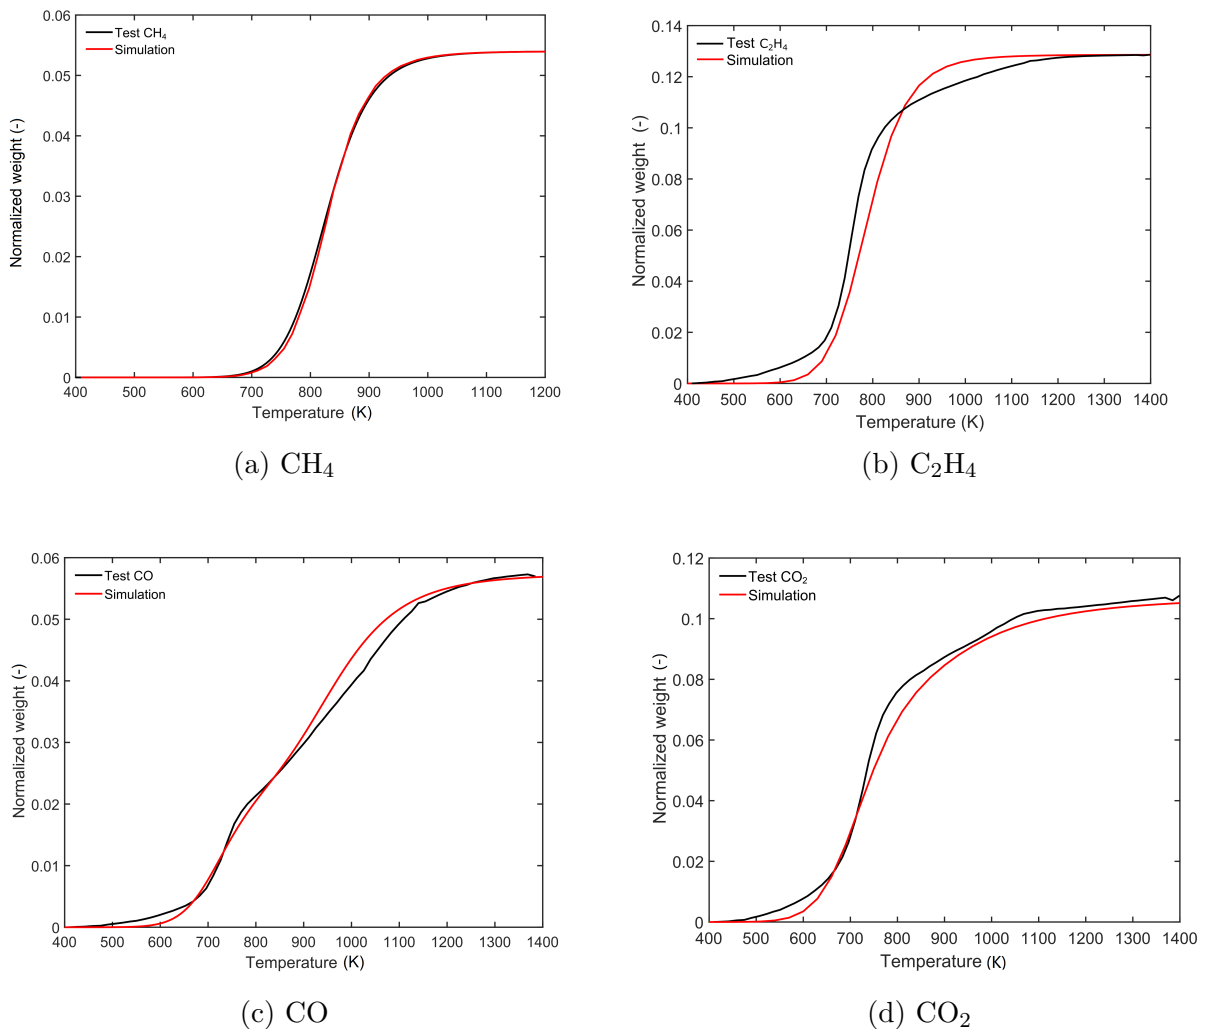 0.06
0.05
0.04
0.03
0.02
0.01
0
Normalized weight (-)
Test CH₄
Simulation
400 500 600 700 800 900 1000 1100 1200
Temperature (K)
(a) CH₄
0.14
0.12
0.1
0.08
0.06
0.04
0.02
0
Normalized weight (-)
Test C₂H₄
Simulation
400 500 600 700 800 900 1000 1100 1200 1300 1400
Temperature (K)
(b) C₂H₄
0.06
0.05
0.04
0.03
0.02
0.01
0
Normalized weight (-)
Test CO
Simulation
400 500 600 700 800 900 1000 1100 1200 1300 1400
Temperature (K)
(c) CO
0.12
0.1
0.08
0.06
0.04
0.02
0
Normalized weight (-)
Test CO₂
Simulation
400 500 600 700 800 900 1000 1100 1200 1300 1400
Temperature (K)
(d) CO₂